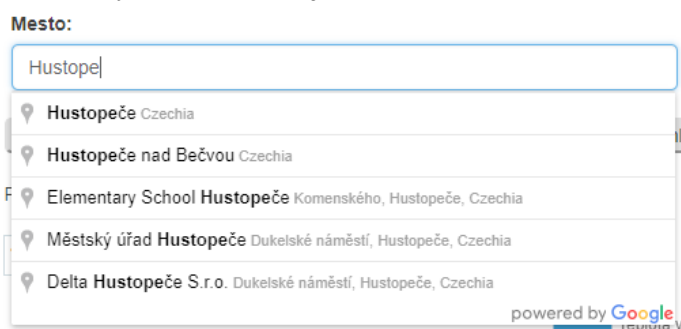 Mesto:
Hustope
Hustopeče Czechia
Hustopeče nad Bečvou Czechia
Elementary School Hustopeče Komenského, Hustopeče, Czechia
Městský úřad Hustopeče Dukelské náměstí, Hustopeče, Czechia
Delta Hustopeče S.r.o. Dukelské náměstí, Hustopeče, Czechia
powered by Google